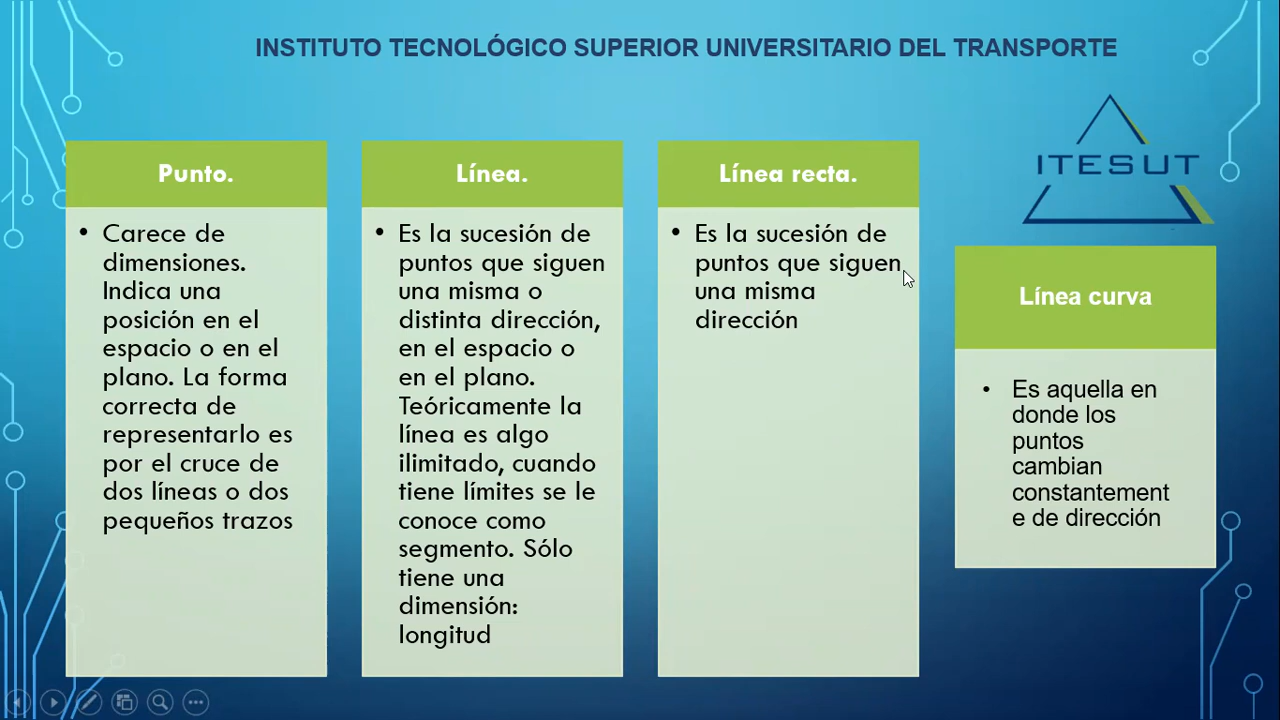 INSTITUTO TECNOLÓGICO SUPERIOR UNIVERSITARIO DEL TRANSPORTE
ITESUT
Punto.
• Carece de
dimensiones.
Indica una
posición en el
espacio o en el
plano. La forma
correcta de
representarlo es
por el cruce de
dos líneas o dos
pequeños trazos
Línea.
• Es la sucesión de
puntos que siguen
una misma o
distinta dirección,
en el espacio o
en el plano.
Teóricamente la
línea es algo
ilimitado, cuando
tiene límites se le
conoce como
segmento. Sólo
tiene una
dimensión:
longitud
Línea recta.
• Es la sucesión de
puntos que siguen
una misma
dirección
Línea curva
• Es aquella en
donde los
puntos
cambian
constantement
e de dirección